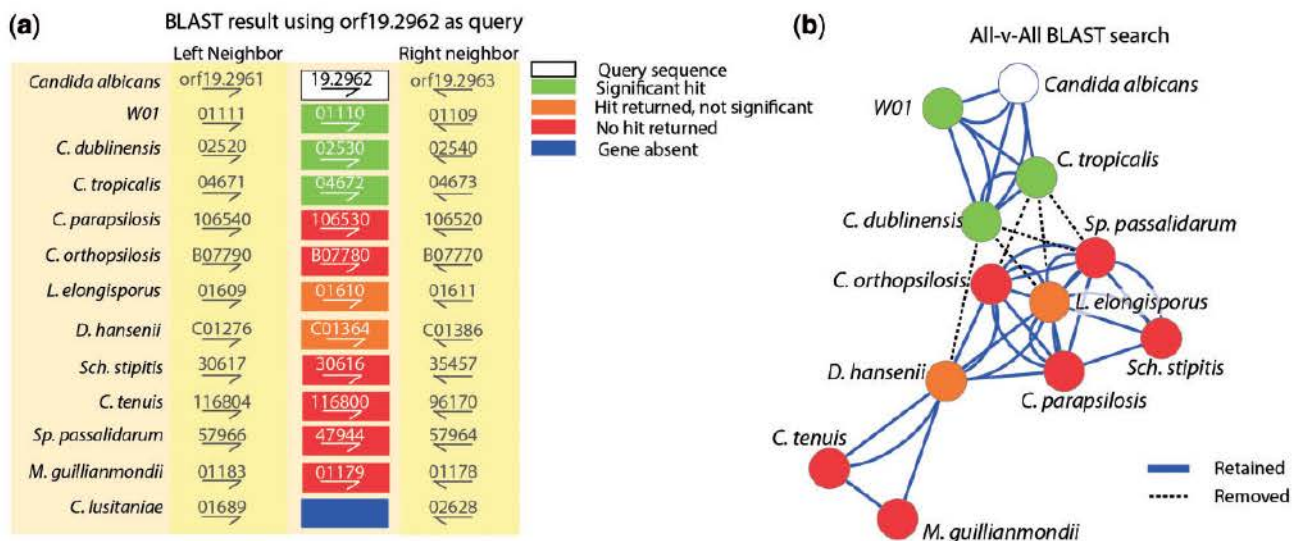 (a)
BLAST result using orf19.2962 as query
Left Neighbor
Right neighbor
Candida albicans orf19.2961 19.2962 orf19.2963
W01 01111 01110 01109
C. dublinensis 02520 02530 02540
C. tropicalis 04671 04672 04673
C. parapsilosis 106540 106530 106520
C. orthopsilosis B07790 B07780 B07770
L. elongisporus 01609 01610 01611
D. hansenii C01276 C01364 C01386
Sch. stipitis 30617 30616 35457
C. tenuis 116804 116800 96170
Sp. passalidarum 57966 47944 57964
M. guillianmondii 01183 01179 01178
C. lusitaniae 01689 02628
Query sequence
Significant hit
Hit returned, not significant
No hit returned
Gene absent
(b)
All-v-All BLAST search
Candida albicans
W01
C. tropicalis
C. dublinensis
Sp. passalidarum
C. orthopsilosis
L. elongisporus
D. hansenii
Sch. stipitis
C. parapsilosis
C. tenuis
M. guillianmondii
Retained
Removed